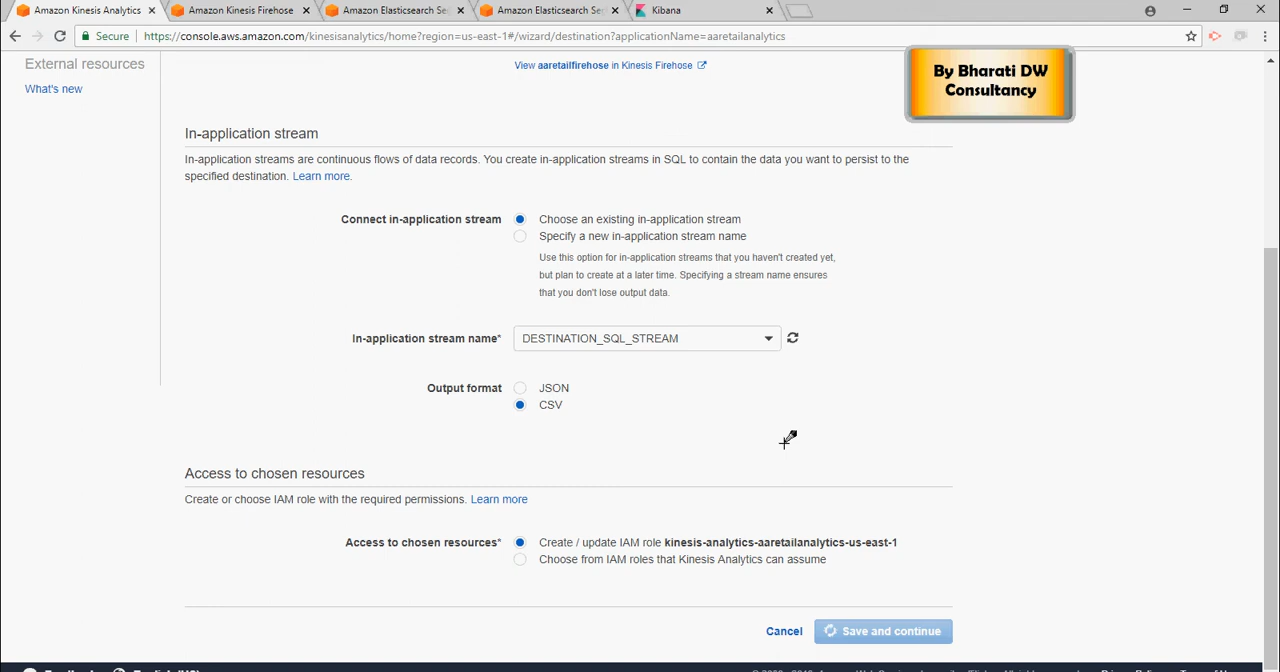 Amazon Kinesis Analytics
Amazon Kinesis Firehose
Amazon Elasticsearch Se
Amazon Elasticsearch Se
Kibana
Secure
https://console.aws.amazon.com/kinesisanalytics/home?region=us-east-1#/wizard/destination?applicationName=aaretailanalytics
External resources
What's new
View aaretailfirehose in Kinesis Firehose
By Bharati DW
Consultancy
In-application stream
In-application streams are continuous flows of data records. You create in-application streams in SQL to contain the data you want to persist to the
specified destination. Learn more.
Connect in-application stream
Choose an existing in-application stream
Specify a new in-application stream name
Use this option for in-application streams that you haven't created yet,
but plan to create at a later time. Specifying a stream name ensures
that you don't lose output data.
In-application stream name*
DESTINATION_SQL_STREAM
Output format
JSON
CSV
Access to chosen resources
Create or choose IAM role with the required permissions. Learn more
Access to chosen resources*
Create / update IAM role kinesis-analytics-aaretailanalytics-us-east-1
Choose from IAM roles that Kinesis Analytics can assume
Cancel
Save and continue